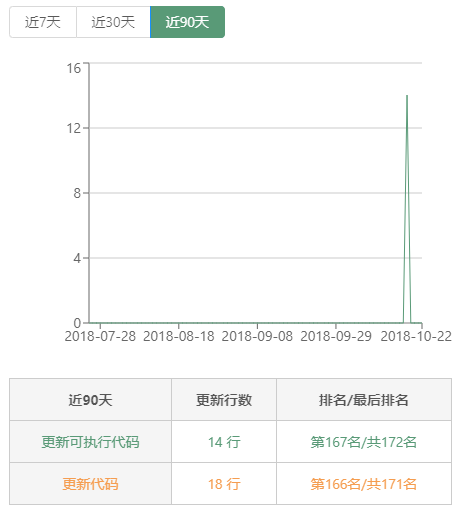 近7天 近30天 近90天
16
12
8
4
0
2018-07-28 2018-08-18 2018-09-08 2018-09-29 2018-10-22
近90天 更新行数 排名/最后排名
更新可执行代码 14 行 第167名/共172名
更新代码 18 行 第166名/共171名